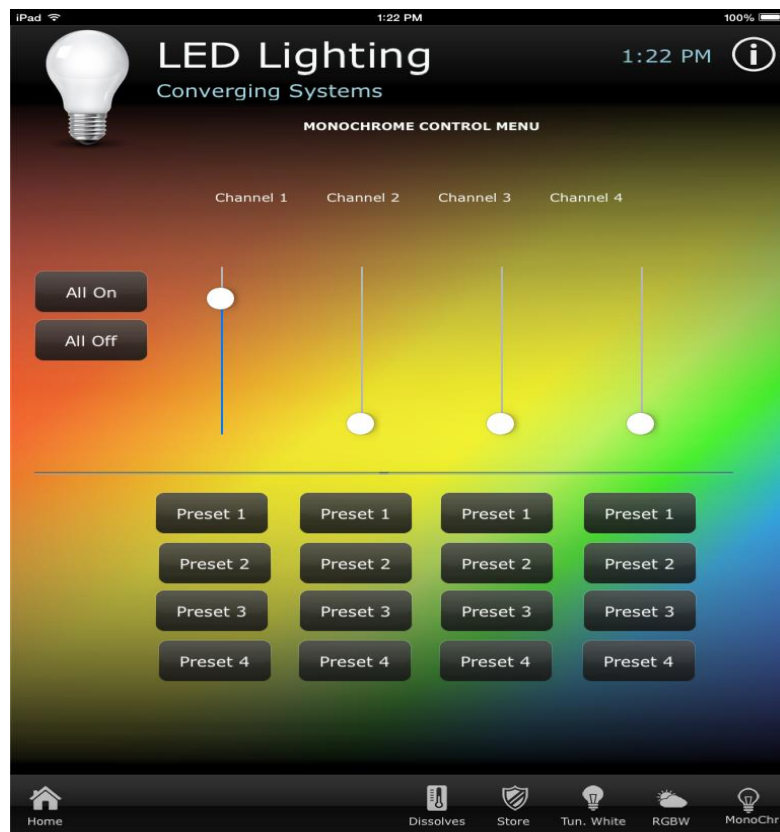 iPad 1:22 PM 100%
LED Lighting
1:22 PM
Converging Systems
MONOCHROME CONTROL MENU
Channel 1 Channel 2 Channel 3 Channel 4
All On
All Off
Preset 1 Preset 1 Preset 1 Preset 1
Preset 2 Preset 2 Preset 2 Preset 2
Preset 3 Preset 3 Preset 3 Preset 3
Preset 4 Preset 4 Preset 4 Preset 4
Home Dissolves Store Tun. White RGBW MonoChr